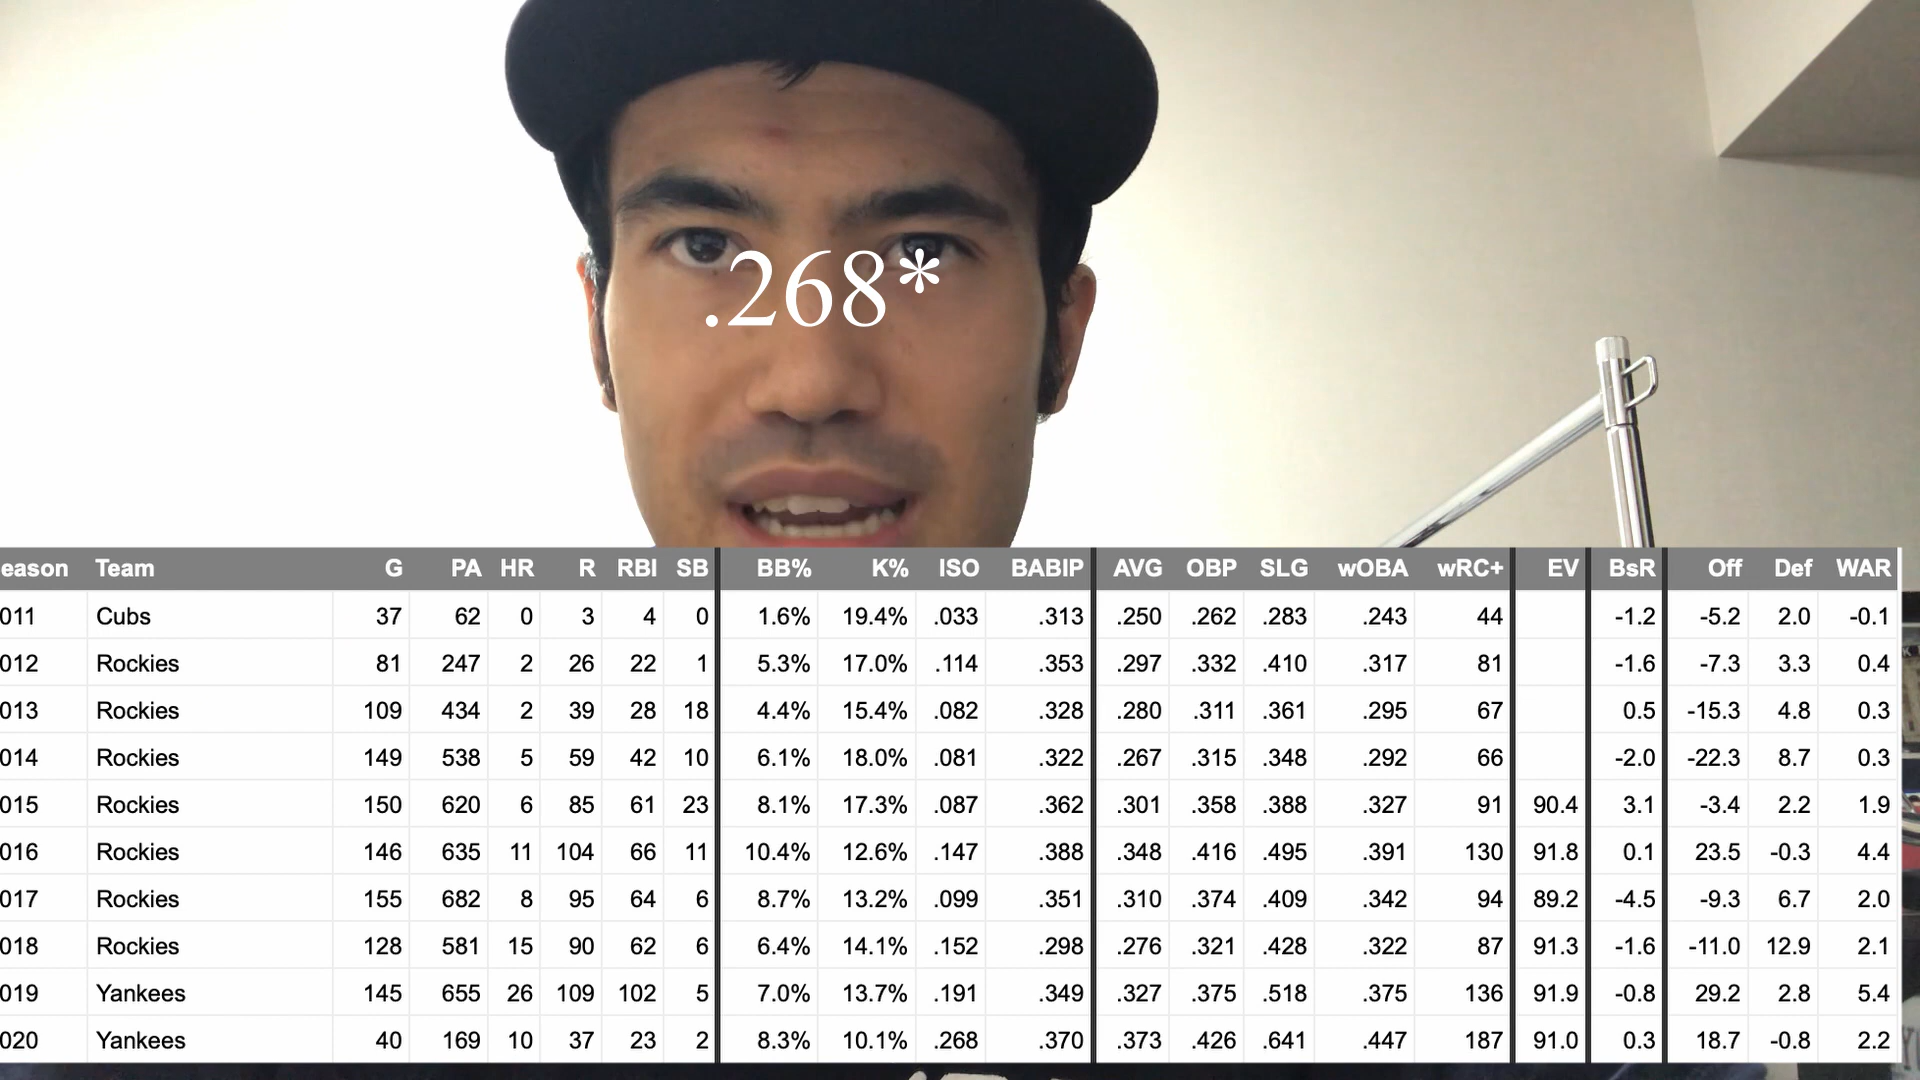 .268*
eason Team G PA HR R RBI SB BB% K% ISO BABIP AVG OBP SLG wOBA wRC+ EV BsR Off Def WAR
011 Cubs 37 62 0 3 4 0 1.6% 19.4% .033 .313 .250 .262 .283 .243 44 -1.2 -5.2 2.0 -0.1
012 Rockies 81 247 2 26 22 1 5.3% 17.0% .114 .353 .297 .332 .410 .317 81 -1.6 -7.3 3.3 0.4
013 Rockies 109 434 2 39 28 18 4.4% 15.4% .082 .328 .280 .311 .361 .295 67 0.5 -15.3 4.8 0.3
014 Rockies 149 538 5 59 42 10 6.1% 18.0% .081 .322 .267 .315 .348 .292 66 -2.0 -22.3 8.7 0.3
015 Rockies 150 620 6 85 61 23 8.1% 17.3% .087 .362 .301 .358 .388 .327 91 90.4 3.1 -3.4 2.2 1.9
016 Rockies 146 635 11 104 66 11 10.4% 12.6% .147 .388 .348 .416 .495 .391 130 91.8 0.1 23.5 -0.3 4.4
017 Rockies 155 682 8 95 64 6 8.7% 13.2% .099 .351 .310 .374 .409 .342 94 89.2 -4.5 -9.3 6.7 2.0
018 Rockies 128 581 15 90 62 6 6.4% 14.1% .152 .298 .276 .321 .428 .322 87 91.3 -1.6 -11.0 12.9 2.1
019 Yankees 145 655 26 109 102 5 7.0% 13.7% .191 .349 .327 .375 .518 .375 136 91.9 -0.8 29.2 2.8 5.4
020 Yankees 40 169 10 37 23 2 8.3% 10.1% .268 .370 .373 .426 .641 .447 187 91.0 0.3 18.7 -0.8 2.2